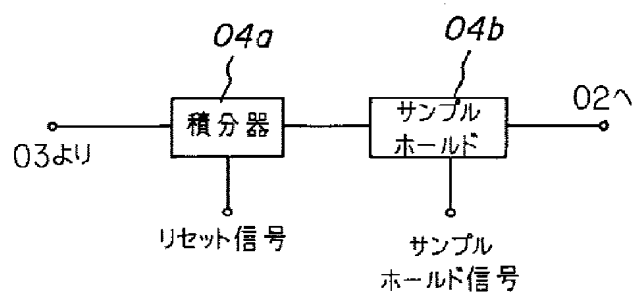 04a
04b
積分器
サンプル
ホールド
02へ
03より
リセット信号
サンプル
ホールド信号